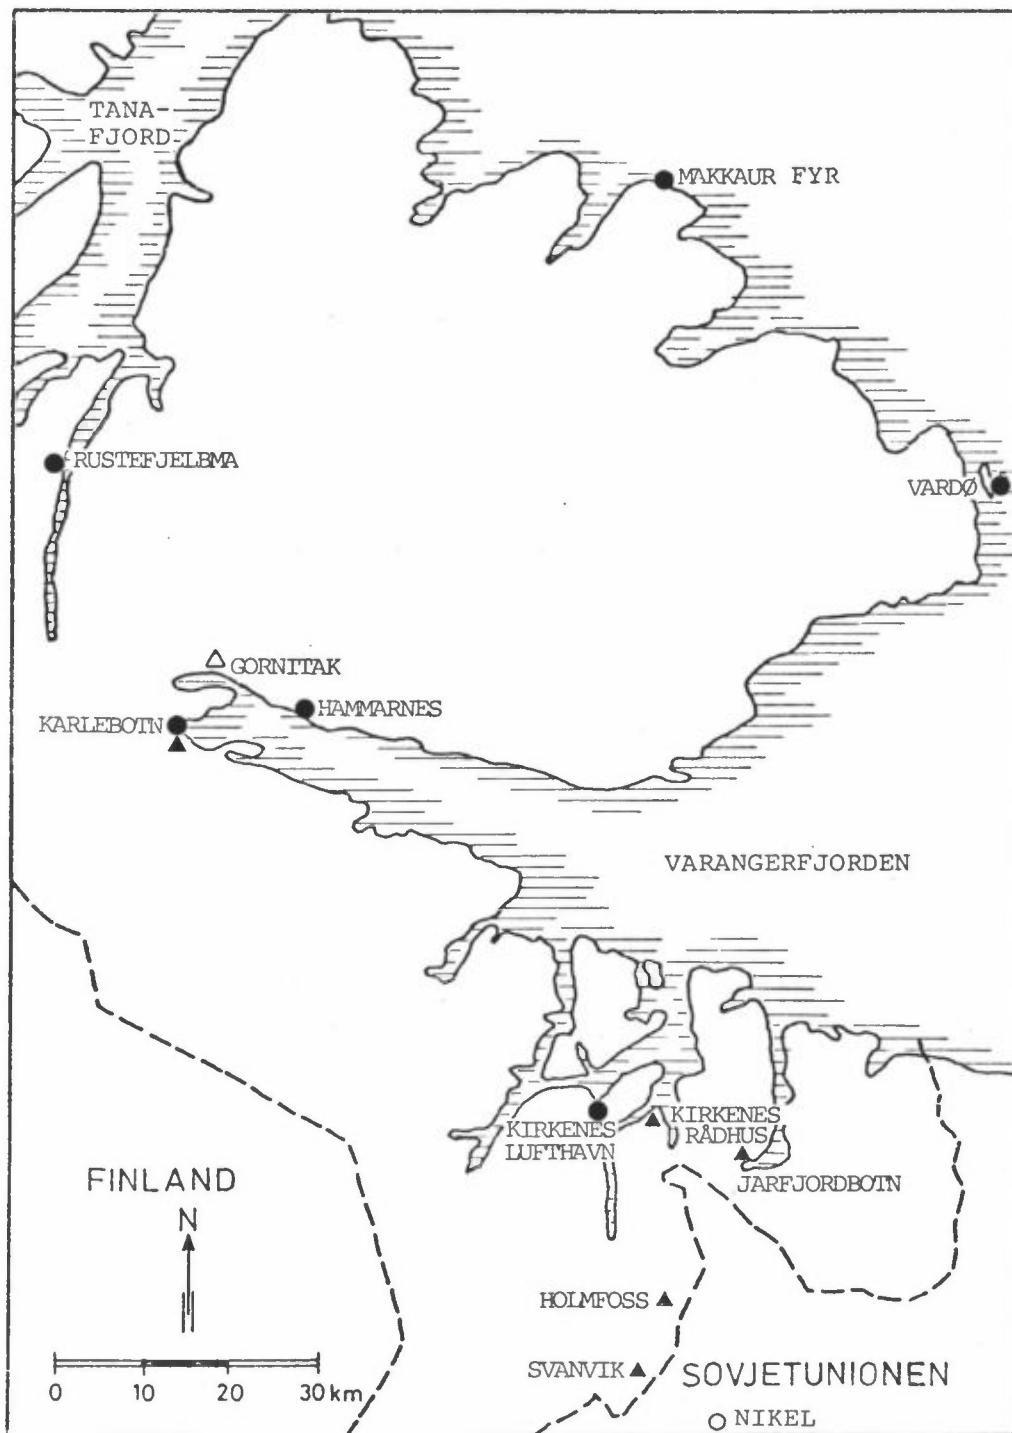 TANA-
FJORD
MAKKAUR FYR
RUSTEFJELBMA
VARDØ
GORNITAK
HAMMARNES
KARLEBOTN
VARANGERFJORDEN
KIRKENES
LUFTHAVN
KIRKENES
RÅDHUS
JARFJORDBOTN
FINLAND
N
HOLMFOSS
SVANVIK
SOVJETUNIONEN
NIKEL
0 10 20 30 km